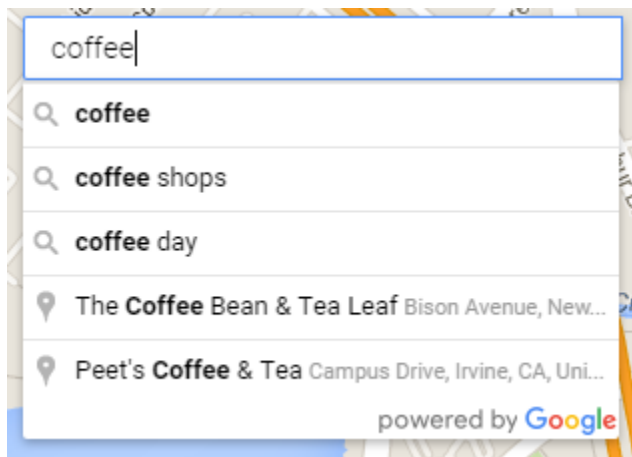 coffee
coffee
coffee shops
coffee day
The Coffee Bean & Tea Leaf Bison Avenue, New...
Peet's Coffee & Tea Campus Drive, Irvine, CA, Uni...
powered by Google